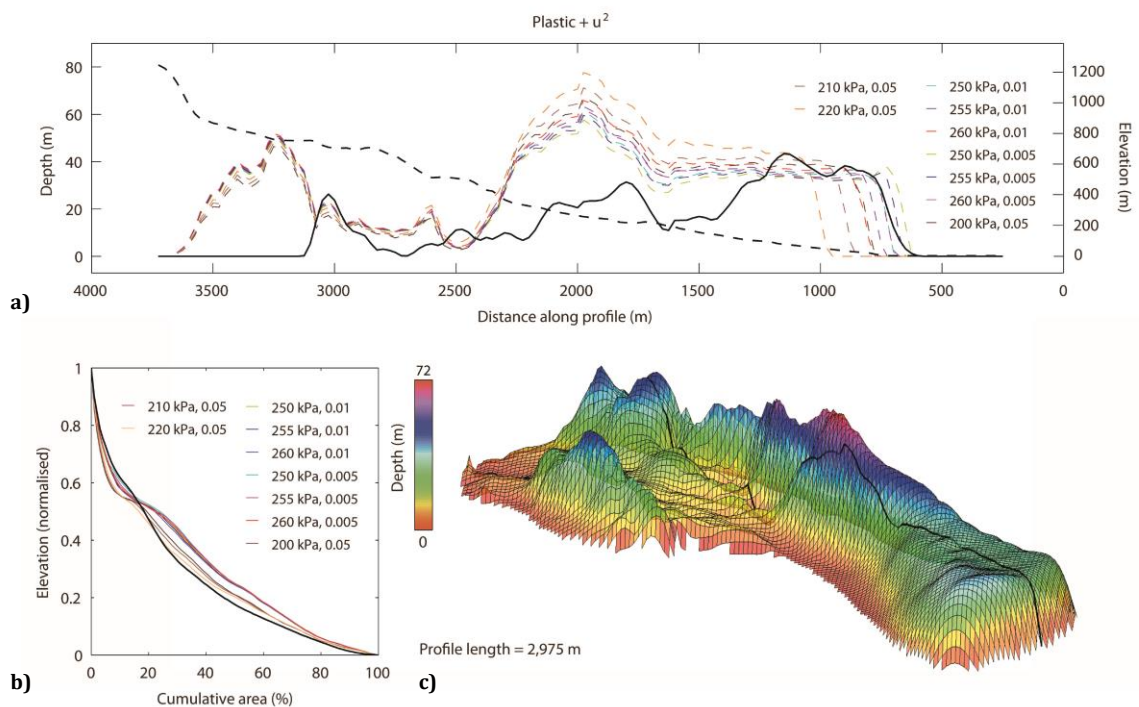 Plastic + u²
80
60
40
20
0
Depth (m)
210 kPa, 0.05
220 kPa, 0.05
250 kPa, 0.01
255 kPa, 0.01
260 kPa, 0.01
250 kPa, 0.005
255 kPa, 0.005
260 kPa, 0.005
200 kPa, 0.05
1200
1000
800
600
400
200
0
Elevation (m)
4000 3500 3000 2500 2000 1500 1000 500 0
Distance along profile (m)
a)
1
0.8
0.6
0.4
0.2
0
Elevation (normalised)
210 kPa, 0.05
220 kPa, 0.05
250 kPa, 0.01
255 kPa, 0.01
260 kPa, 0.01
250 kPa, 0.005
255 kPa, 0.005
260 kPa, 0.005
200 kPa, 0.05
0 20 40 60 80 100
Cumulative area (%)
b)
72
Depth (m)
0
Profile length = 2,975 m
c)